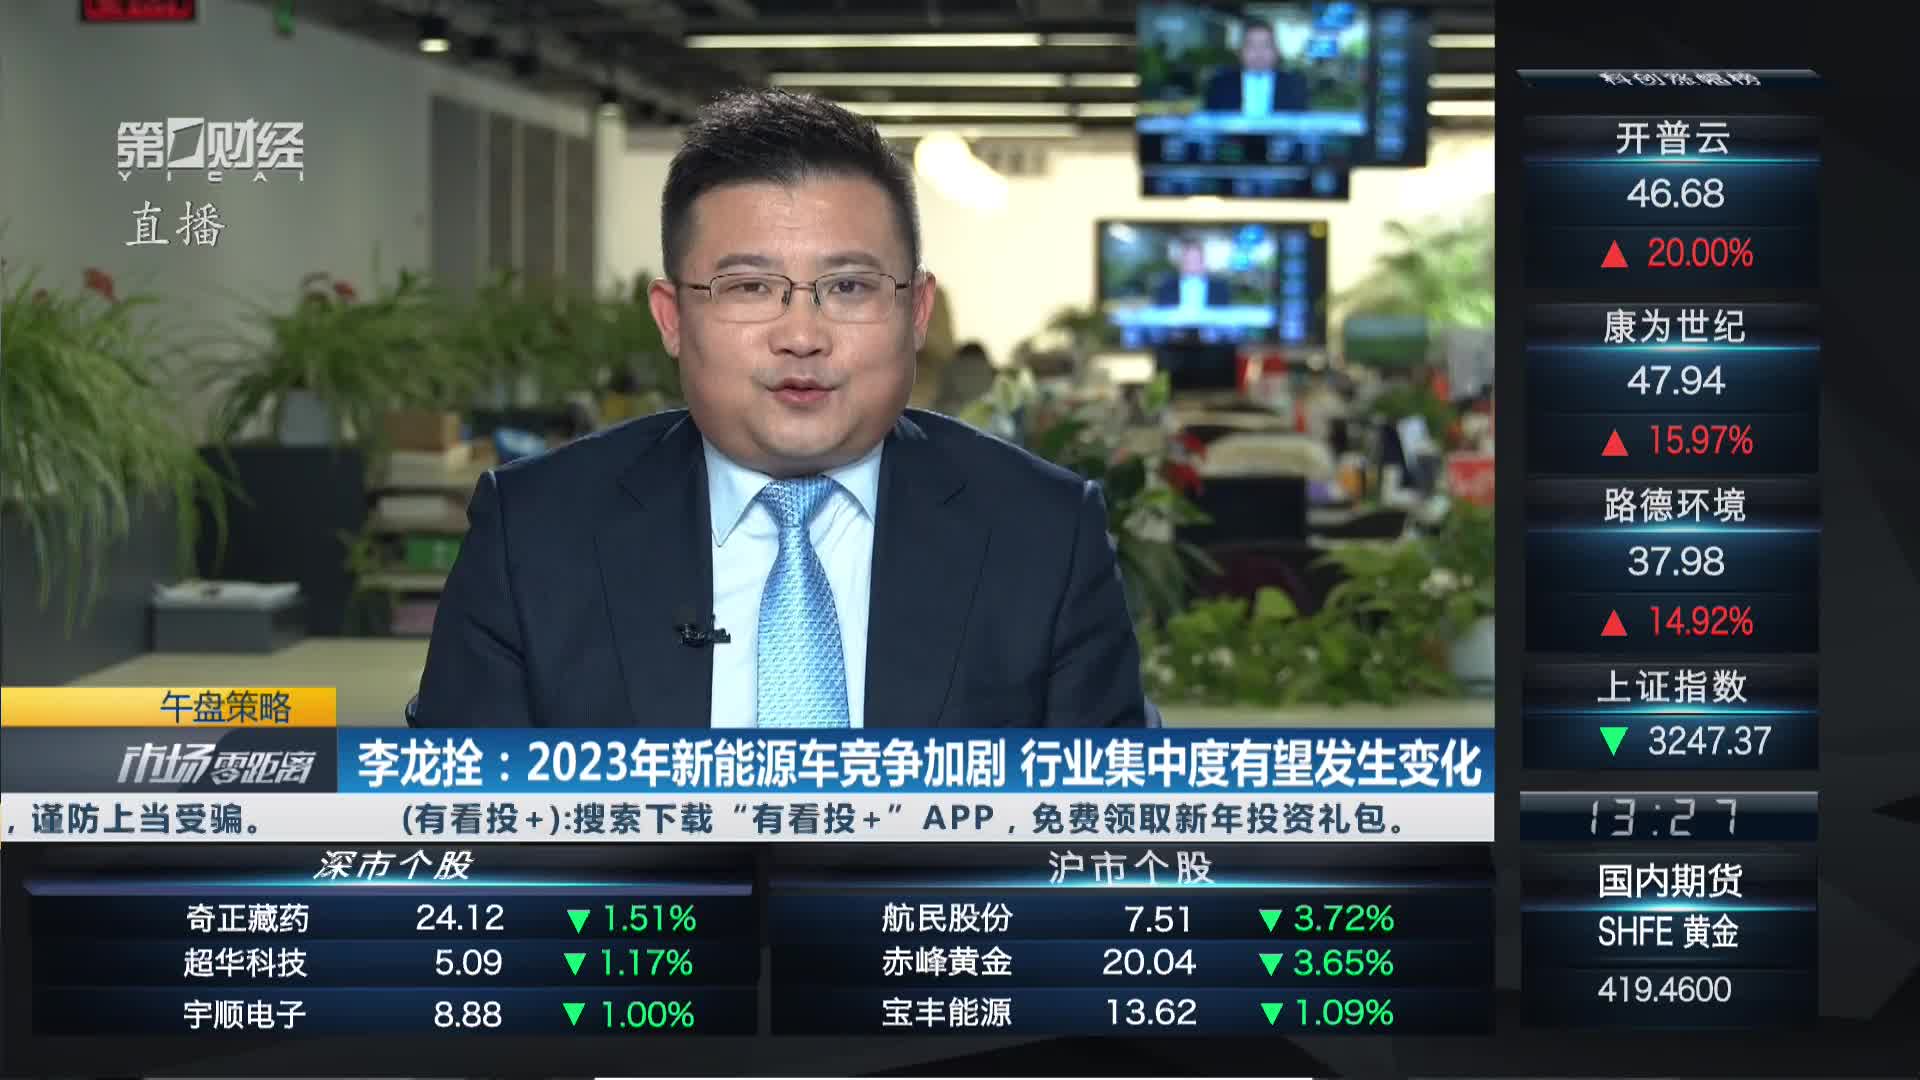 第一财经
YICAI
直播
午盘策略
市场零距离
李龙拴：2023年新能源车竞争加剧 行业集中度有望发生变化
，谨防上当受骗。 (有看投+):搜索下载“有看投+”APP，免费领取新年投资礼包。
深市个股
奇正藏药 24.12 ▼ 1.51%
超华科技 5.09 ▼ 1.17%
宇顺电子 8.88 ▼ 1.00%
沪市个股
航民股份 7.51 ▼ 3.72%
赤峰黄金 20.04 ▼ 3.65%
宝丰能源 13.62 ▼ 1.09%
科创涨幅榜
开普云
46.68
▲ 20.00%
康为世纪
47.94
▲ 15.97%
路德环境
37.98
▲ 14.92%
上证指数
▼ 3247.37
13:27
国内期货
SHFE 黄金
419.4600